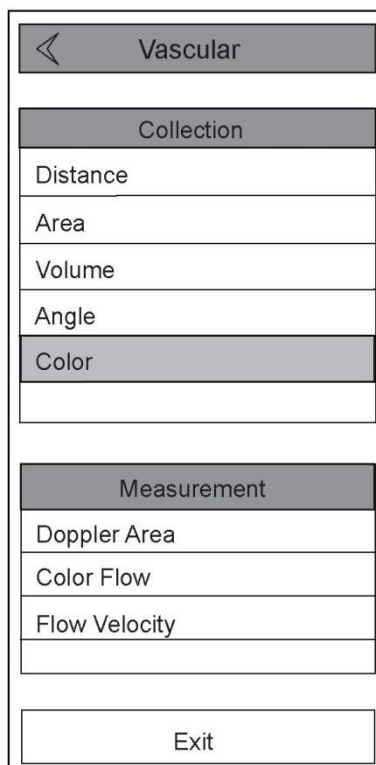 Vascular
Collection
Distance
Area
Volume
Angle
Color
Measurement
Doppler Area
Color Flow
Flow Velocity
Exit